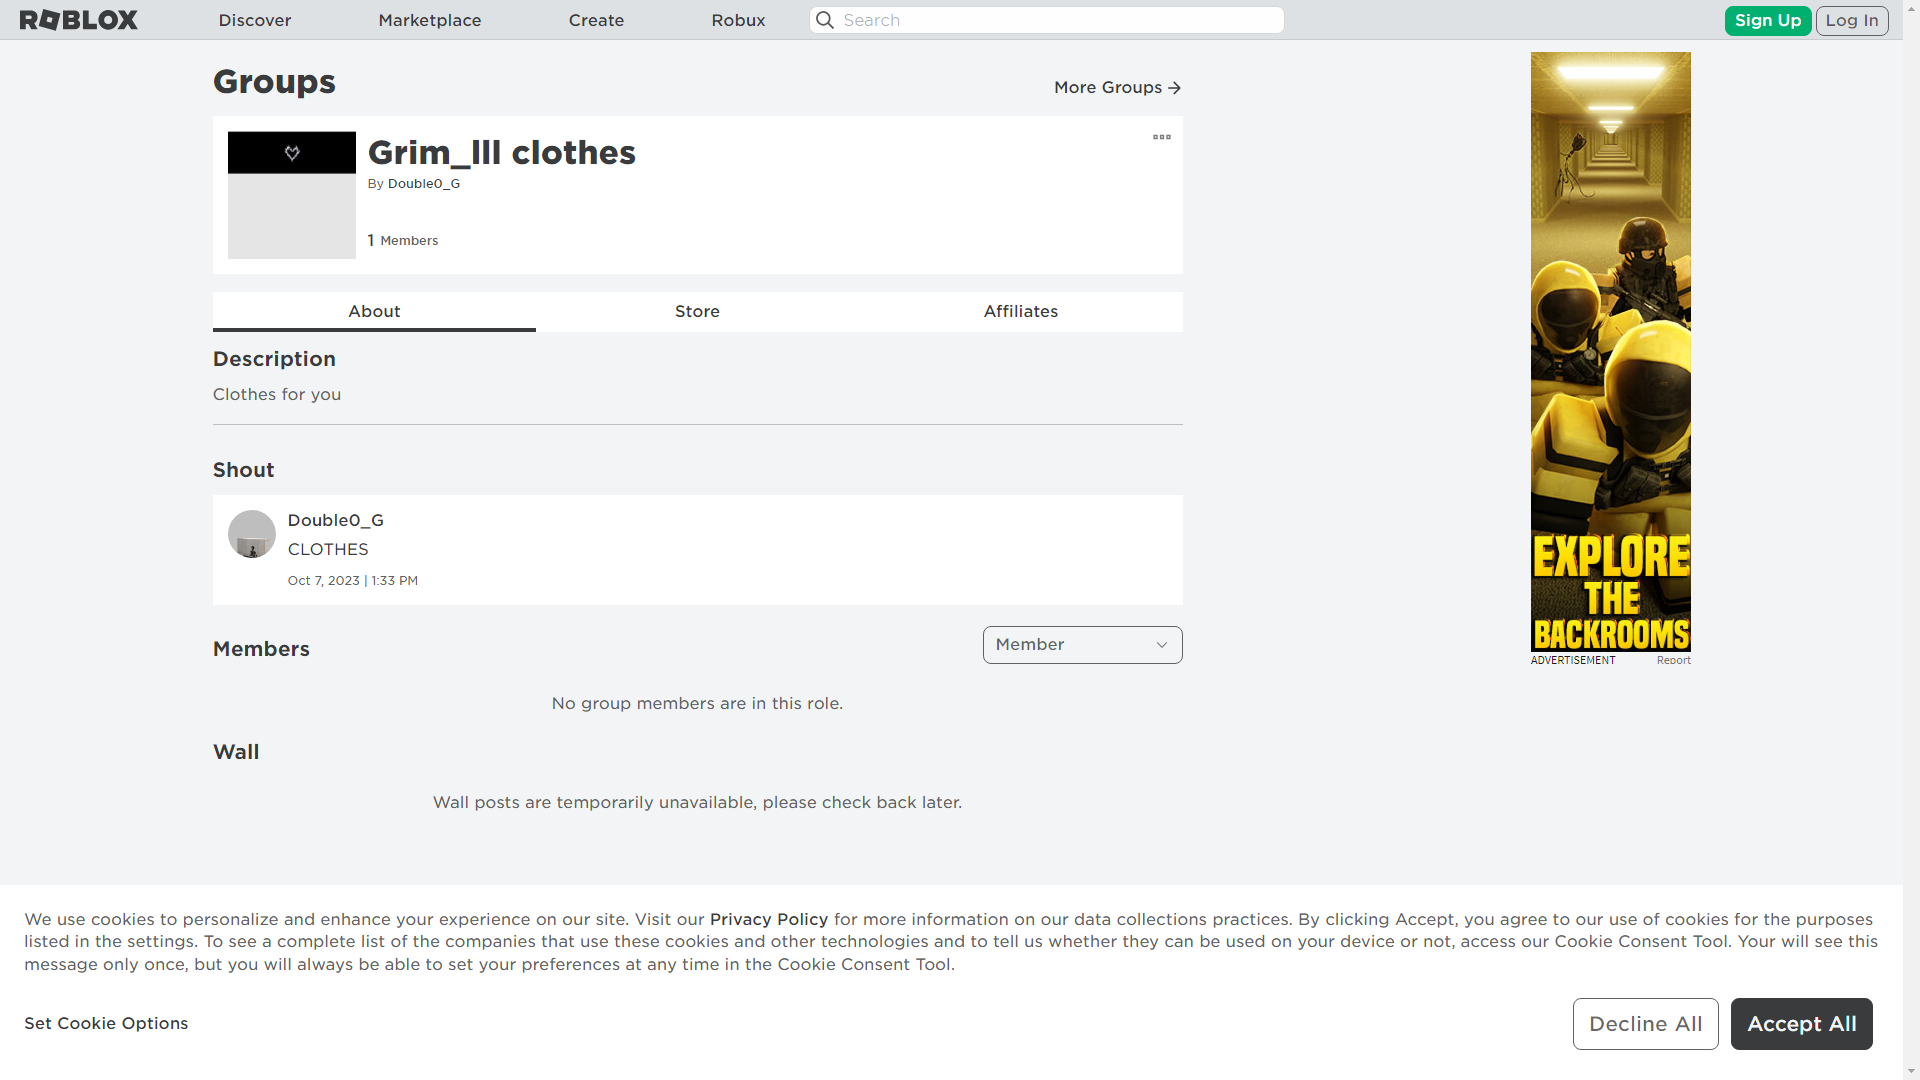 ROBLOX
Discover
Marketplace
Create
Robux
Search
Sign Up
Log In
Groups
More Groups
Grim_lll clothes
By Double0_G
1 Members
About
Store
Affiliates
Description
Clothes for you
Shout
Double0_G
CLOTHES
Oct 7, 2023 | 1:33 PM
Members
Member
No group members are in this role.
Wall
Wall posts are temporarily unavailable, please check back later.
EXPLORE
THE
BACKROOMS
ADVERTISEMENT
Report
We use cookies to personalize and enhance your experience on our site. Visit our Privacy Policy for more information on our data collections practices. By clicking Accept, you agree to our use of cookies for the purposes
listed in the settings. To see a complete list of the companies that use these cookies and other technologies and to tell us whether they can be used on your device or not, access our Cookie Consent Tool. Your will see this
message only once, but you will always be able to set your preferences at any time in the Cookie Consent Tool.
Set Cookie Options
Decline All
Accept All